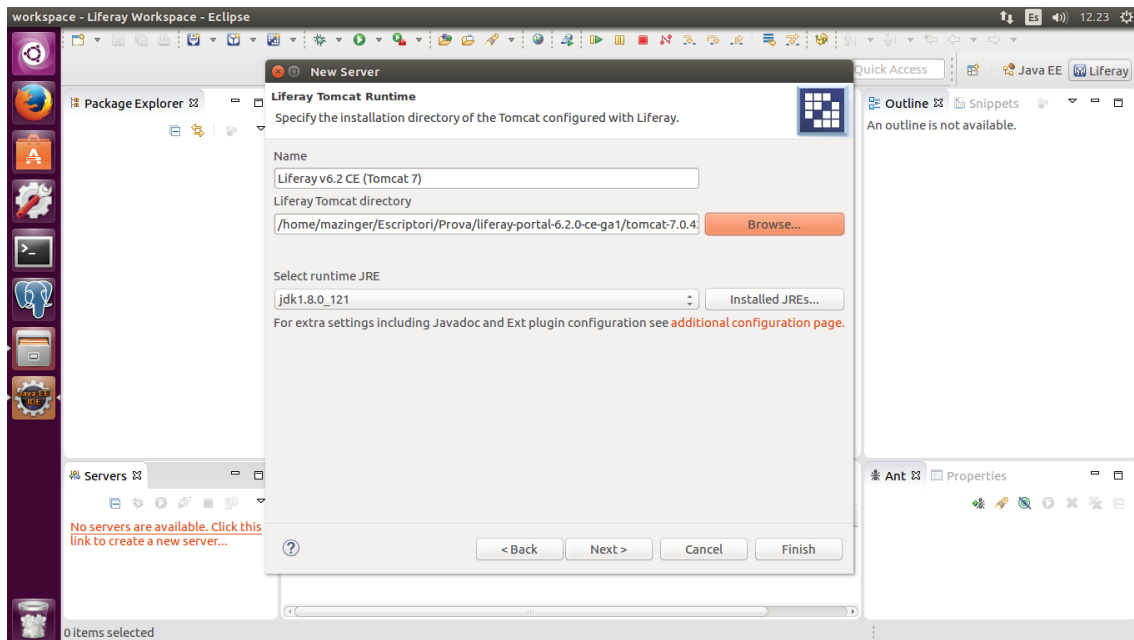 workspace - Liferay Workspace - Eclipse
Es
12.23
Quick Access
Java EE
Liferay
Package Explorer
New Server
Liferay Tomcat Runtime
Specify the installation directory of the Tomcat configured with Liferay.
Name
Liferay v6.2 CE (Tomcat 7)
Liferay Tomcat directory
/home/mazinger/Escriptori/Prova/liferay-portal-6.2.0-ce-ga1/tomcat-7.0.4
Browse...
Select runtime JRE
jdk1.8.0_121
Installed JREs...
For extra settings including Javadoc and Ext plugin configuration see additional configuration page.
< Back
Next >
Cancel
Finish
Outline
Snippets
An outline is not available.
Servers
No servers are available. Click this
link to create a new server...
Ant
Properties
Java EE
IDE
0 items selected